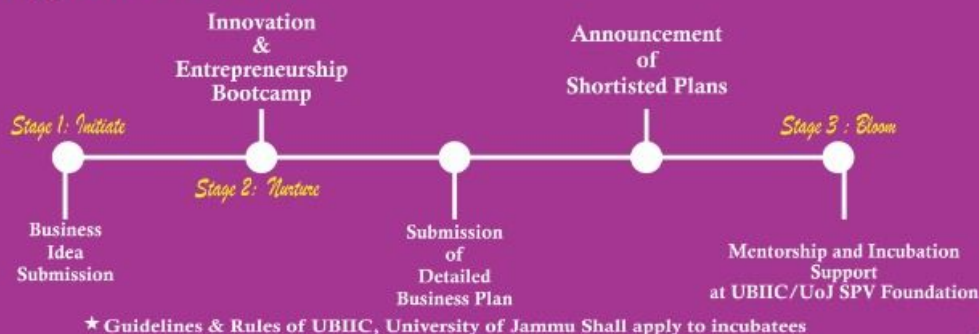 Innovation
&
Entrepreneurship
Bootcamp
Announcement
of
Shortisted Plans
Stage 1: Initiate
Stage 3 : Bloom
Stage 2: Nurture
Business
Idea
Submission
Submission
of
Detailed
Business Plan
Mentorship and Incubation
Support
at UBIIC/UoJ SPV Foundation
★ Guidelines & Rules of UBIIC, University of Jammu Shall apply to incubatees